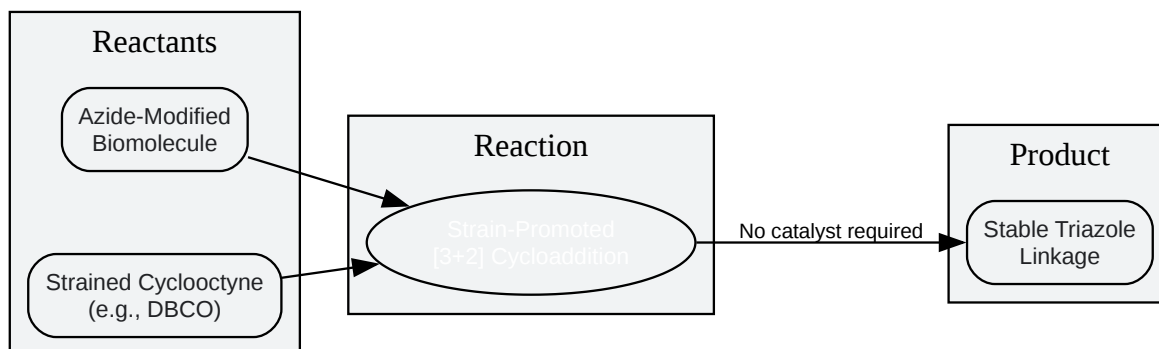 Reactants
Azide-Modified
Biomolecule
Strained Cyclooctyne
(e.g., DBCO)
Reaction
Strain-Promoted
[3+2] Cycloaddition
No catalyst required
Product
Stable Triazole
Linkage